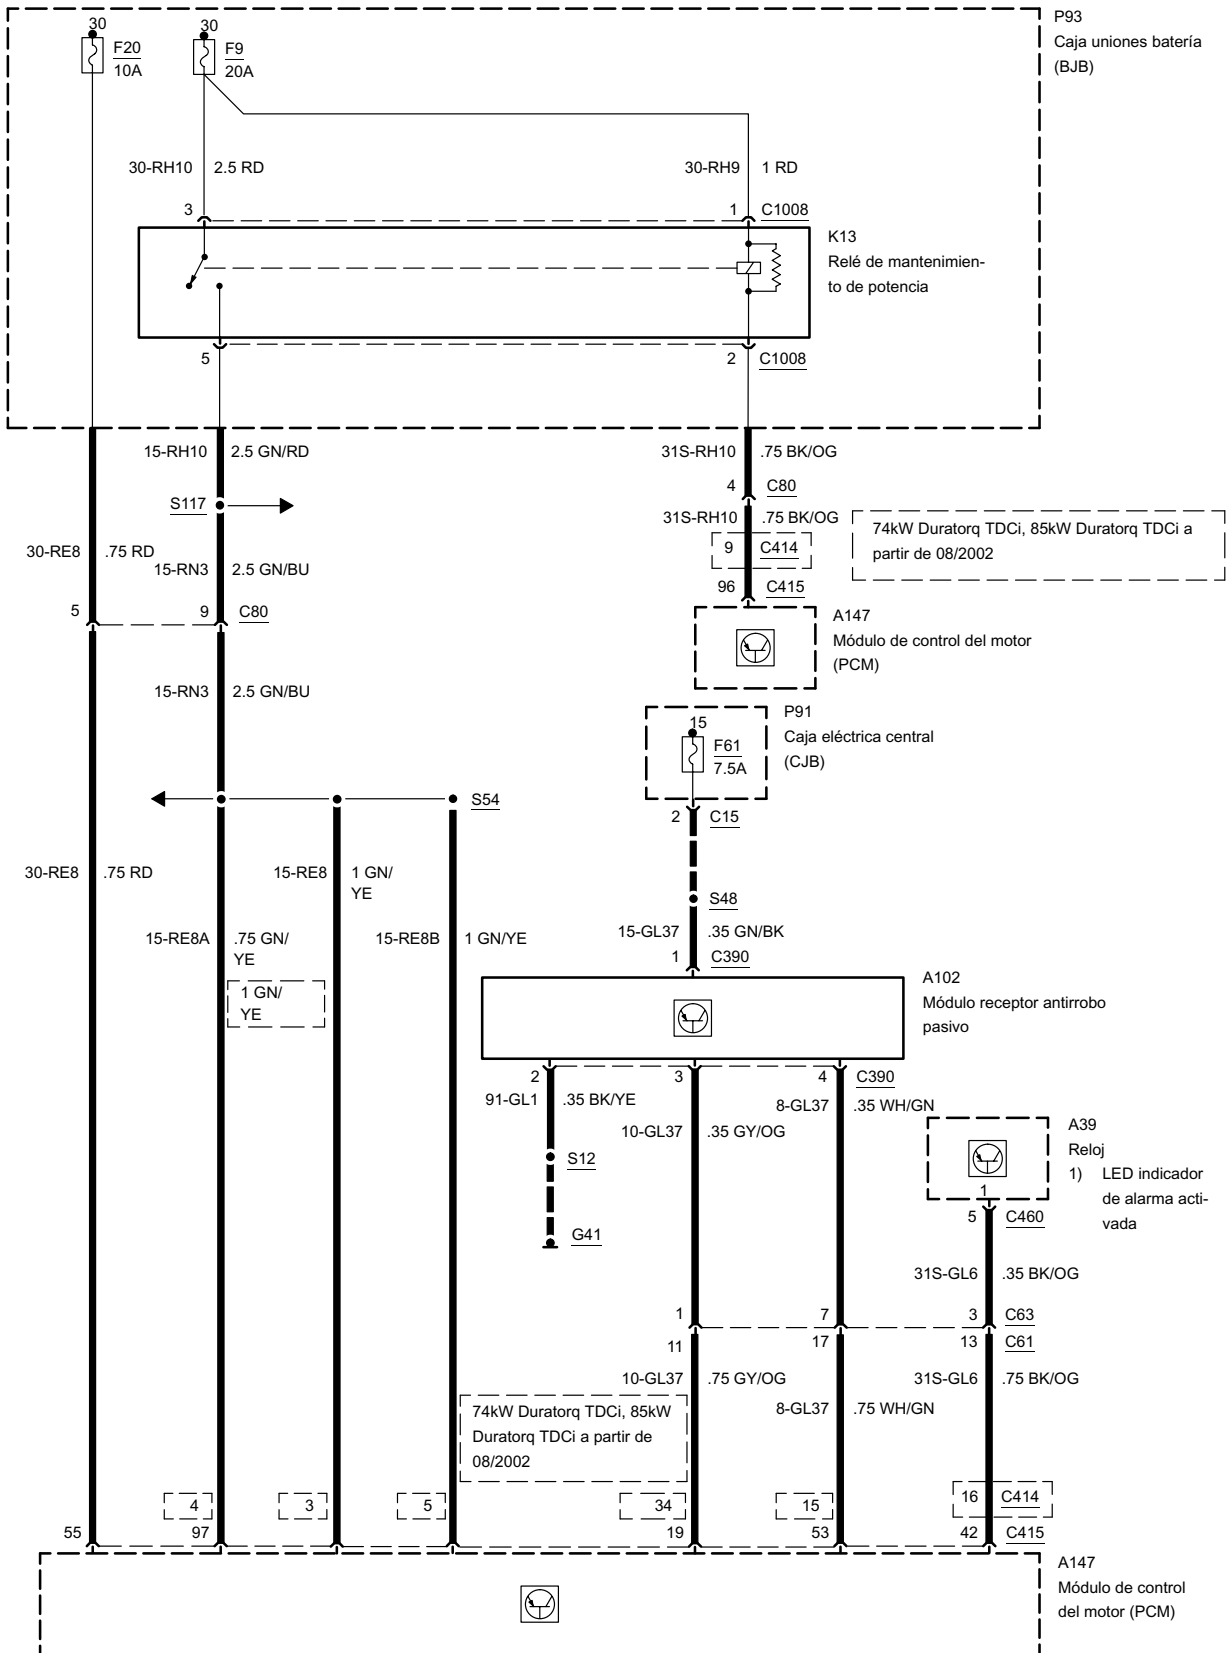 P93
Caja uniones batería
(BJB)
30
F20
10A
30
F9
20A
30-RH10
2.5 RD
30-RH9
1 RD
3
1
C1008
K13
Relé de mantenimien-
to de potencia
5
2
C1008
15-RH10
2.5 GN/RD
31S-RH10
.75 BK/OG
S117
4
C80
31S-RH10
.75 BK/OG
74kW Duratorq TDCi, 85kW Duratorq TDCi a
partir de 08/2002
30-RE8
.75 RD
15-RN3
2.5 GN/BU
9
C414
96
C415
5
9
C80
A147
Módulo de control del motor
(PCM)
15-RN3
2.5 GN/BU
P91
Caja eléctrica central
(CJB)
15
F61
7.5A
S54
2
C15
30-RE8
.75 RD
15-RE8
1 GN/
YE
S48
15-RE8A
.75 GN/
YE
15-RE8B
1 GN/YE
15-GL37
.35 GN/BK
1
C390
1 GN/
YE
A102
Módulo receptor antirrobo
pasivo
2
3
4
C390
91-GL1
.35 BK/YE
8-GL37
.35 WH/GN
10-GL37
.35 GY/OG
A39
Reloj
1) LED indicador
de alarma acti-
vada
S12
1
5
C460
G41
31S-GL6
.35 BK/OG
1
7
3
C63
11
17
13
C61
10-GL37
.75 GY/OG
31S-GL6
.75 BK/OG
8-GL37
.75 WH/GN
74kW Duratorq TDCi, 85kW
Duratorq TDCi a partir de
08/2002
4
3
5
34
15
16
C414
55
97
19
53
42
C415
A147
Módulo de control
del motor (PCM)